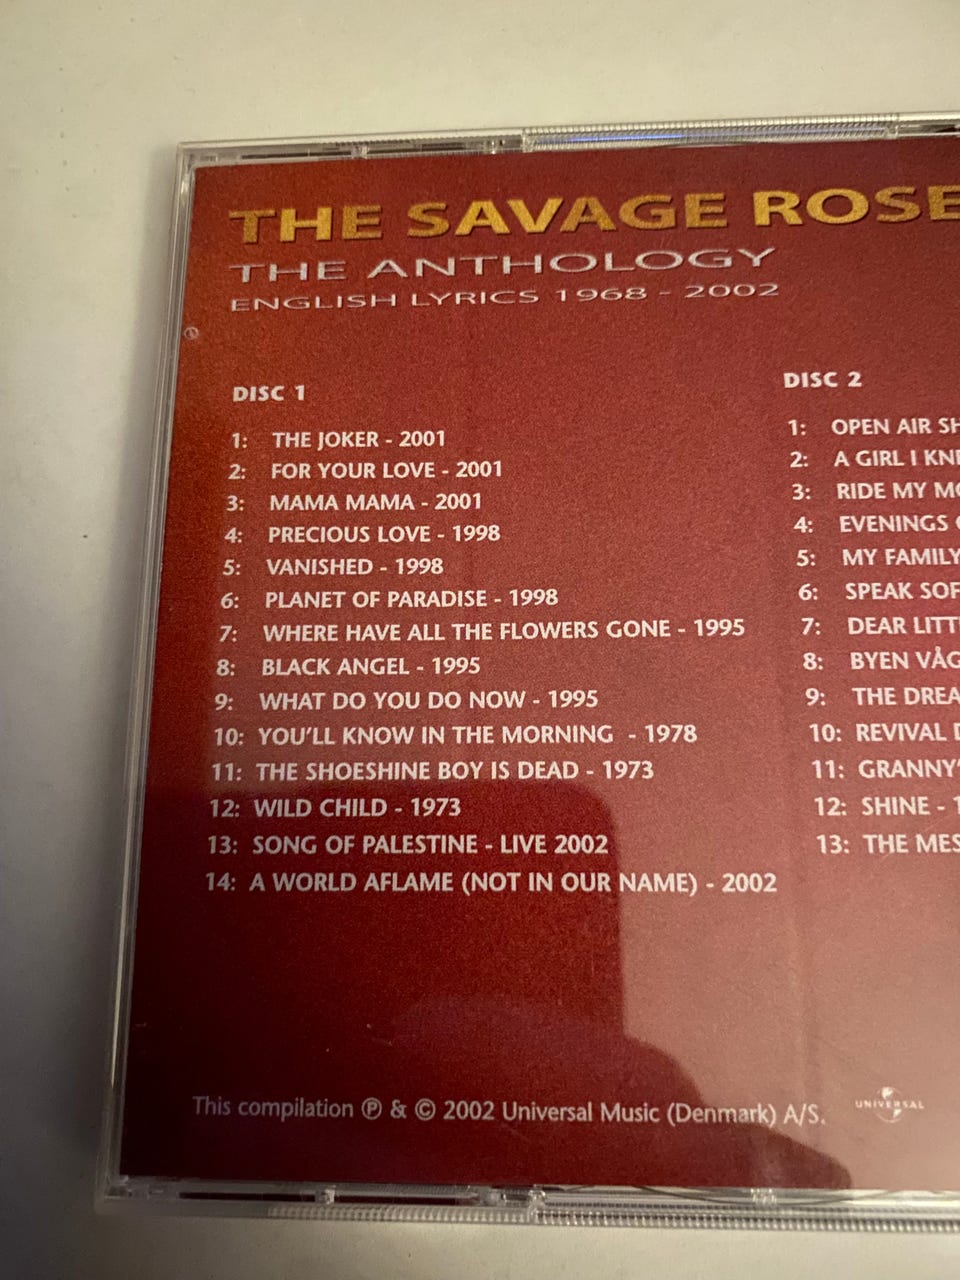 THE SAVAGE ROSE
THE ANTHOLOGY
ENGLISH LYRICS 1968 - 2002
DISC 1
1: THE JOKER - 2001
2: FOR YOUR LOVE - 2001
3: MAMA MAMA - 2001
4: PRECIOUS LOVE - 1998
5: VANISHED - 1998
6: PLANET OF PARADISE - 1998
7: WHERE HAVE ALL THE FLOWERS GONE - 1995
8: BLACK ANGEL - 1995
9: WHAT DO YOU DO NOW - 1995
10: YOU'LL KNOW IN THE MORNING - 1978
11: THE SHOESHINE BOY IS DEAD - 1973
12: WILD CHILD - 1973
13: SONG OF PALESTINE - LIVE 2002
14: A WORLD AFLAME (NOT IN OUR NAME) - 2002
DISC 2
1: OPEN AIR
2: A GIRL I
3: RIDE MY
4: EVENINGS
5: MY FAMILY
6: SPEAK
7: DEAR
8: BYEN
9: THE
10: REVIVAL
11: GRANNY'
12: SHINE -
13: THE
This compilation ℗ & © 2002 Universal Music (Denmark) A/S.
UNIVERSAL